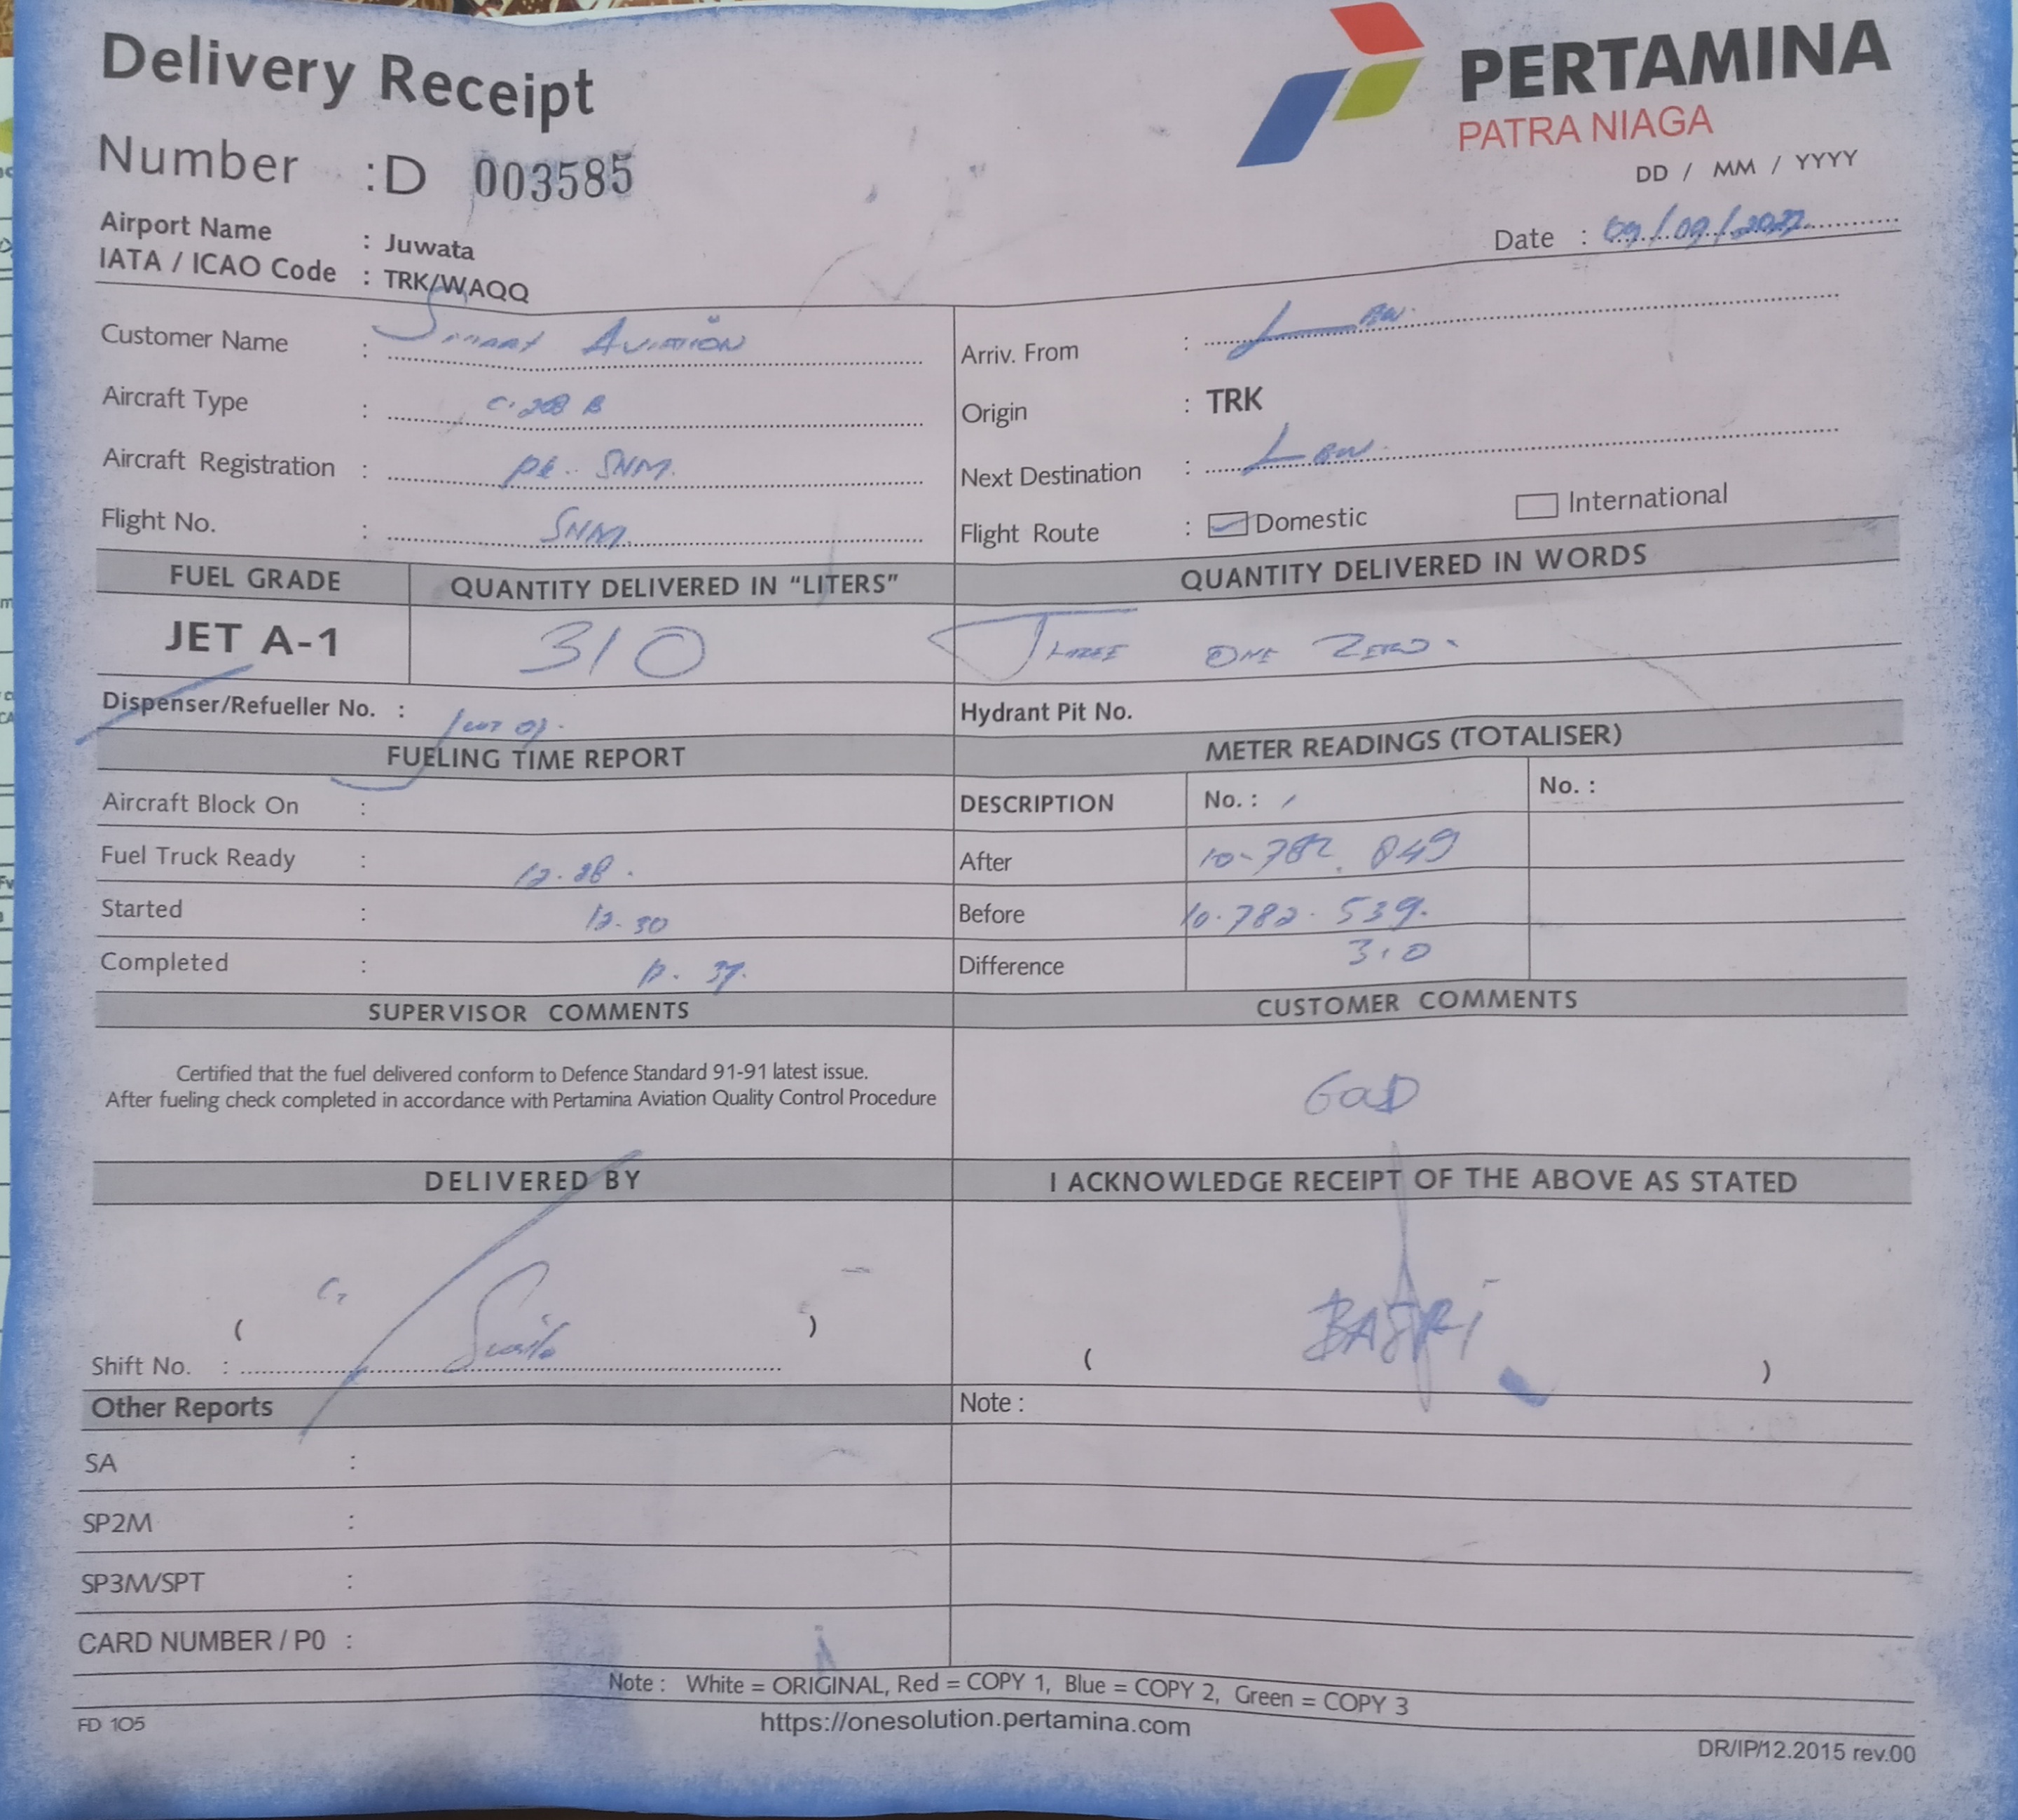 Delivery Receipt
PERTAMINA
PATRA NIAGA
Number : D 003585
DD / MM / YYYY
Airport Name : Juwata
Date : 09/09/2022
IATA / ICAO Code : TRK/WAQQ
Customer Name : Smart Aviation
Arriv. From : LBW.
Aircraft Type : C.208 B
Origin : TRK
Aircraft Registration : PK-SNM.
Next Destination : LBW.
Flight No. : SNM
Flight Route : Domestic International
FUEL GRADE QUANTITY DELIVERED IN “LITERS” QUANTITY DELIVERED IN WORDS
JET A-1 310 THREE ONE ZERO.
Dispenser/Refueller No. :
Hydrant Pit No.
FUELING TIME REPORT METER READINGS (TOTALISER)
Aircraft Block On :
DESCRIPTION No. : / No. :
Fuel Truck Ready : 12.28.
After 10-782.849
Started : 12.30
Before 10.782.539.
Completed : 12.37.
Difference 310
SUPERVISOR COMMENTS CUSTOMER COMMENTS
Certified that the fuel delivered conform to Defence Standard 91-91 latest issue.
After fueling check completed in accordance with Pertamina Aviation Quality Control Procedure
DELIVERED BY I ACKNOWLEDGE RECEIPT OF THE ABOVE AS STATED
( )
( BASRI )
Shift No. :
Other Reports
Note :
SA :
SP2M :
SP3M/SPT :
CARD NUMBER / P0 :
Note : White = ORIGINAL, Red = COPY 1, Blue = COPY 2, Green = COPY 3
FD 105
https://onesolution.pertamina.com
DR/IP/12.2015 rev.00